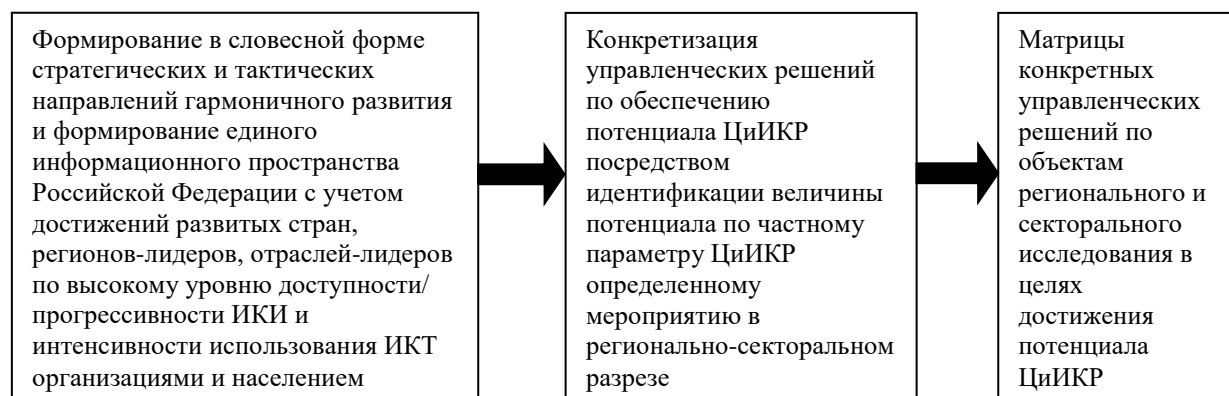 Формирование в словесной форме
стратегических и тактических
направлений гармоничного развития
и формирование единого
информационного пространства
Российской Федерации с учетом
достижений развитых стран,
регионов-лидеров, отраслей-лидеров
по высокому уровню доступности/
прогрессивности ИКИ и
интенсивности использования ИКТ
организациями и населением
Конкретизация
управленческих решений
по обеспечению
потенциала ЦиИКР
посредством
идентификации величины
потенциала по частному
параметру ЦиИКР
определенному
мероприятию в
регионально-секторальном
разрезе
Матрицы
конкретных
управленческих
решений по
объектам
регионального и
секторального
исследования в
целях
достижения
потенциала
ЦиИКР